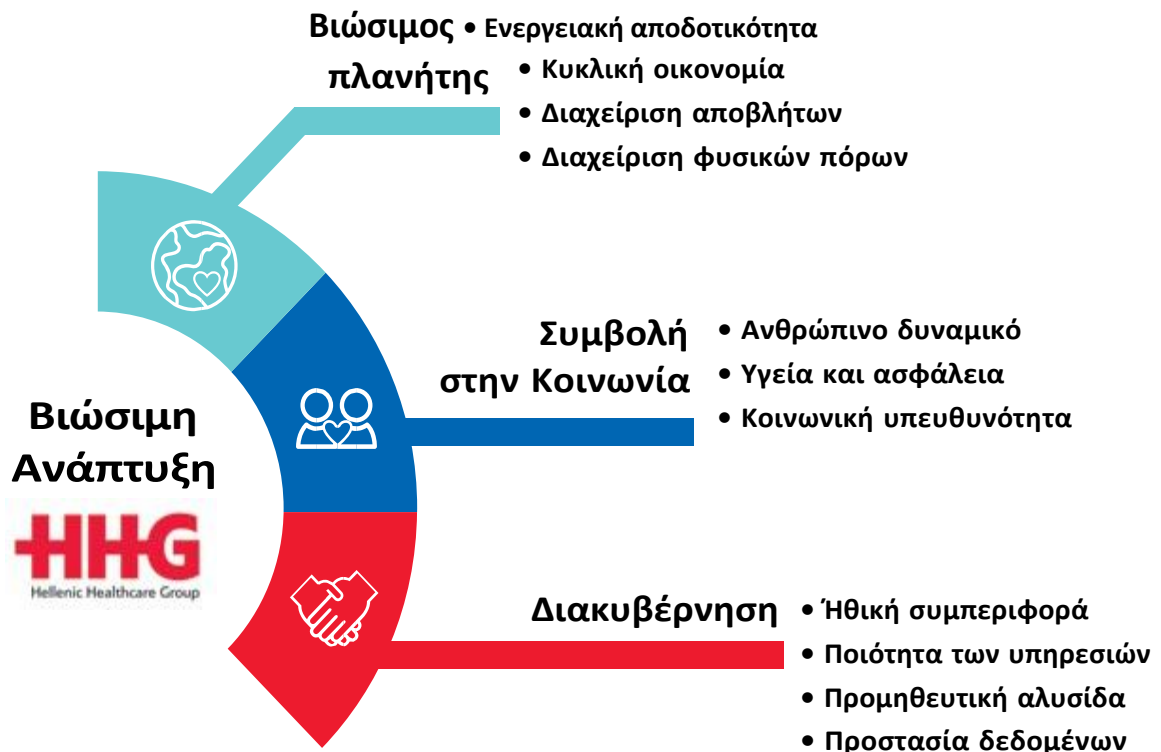 Βιώσιμος
πλανήτης
• Ενεργειακή αποδοτικότητα
• Κυκλική οικονομία
• Διαχείριση αποβλήτων
• Διαχείριση φυσικών πόρων
Συμβολή
στην Κοινωνία
• Ανθρώπινο δυναμικό
• Υγεία και ασφάλεια
• Κοινωνική υπευθυνότητα
Βιώσιμη
Ανάπτυξη
HHG
Hellenic Healthcare Group
Διακυβέρνηση
• Ήθική συμπεριφορά
• Ποιότητα των υπηρεσιών
• Προμηθευτική αλυσίδα
• Προστασία δεδομένων